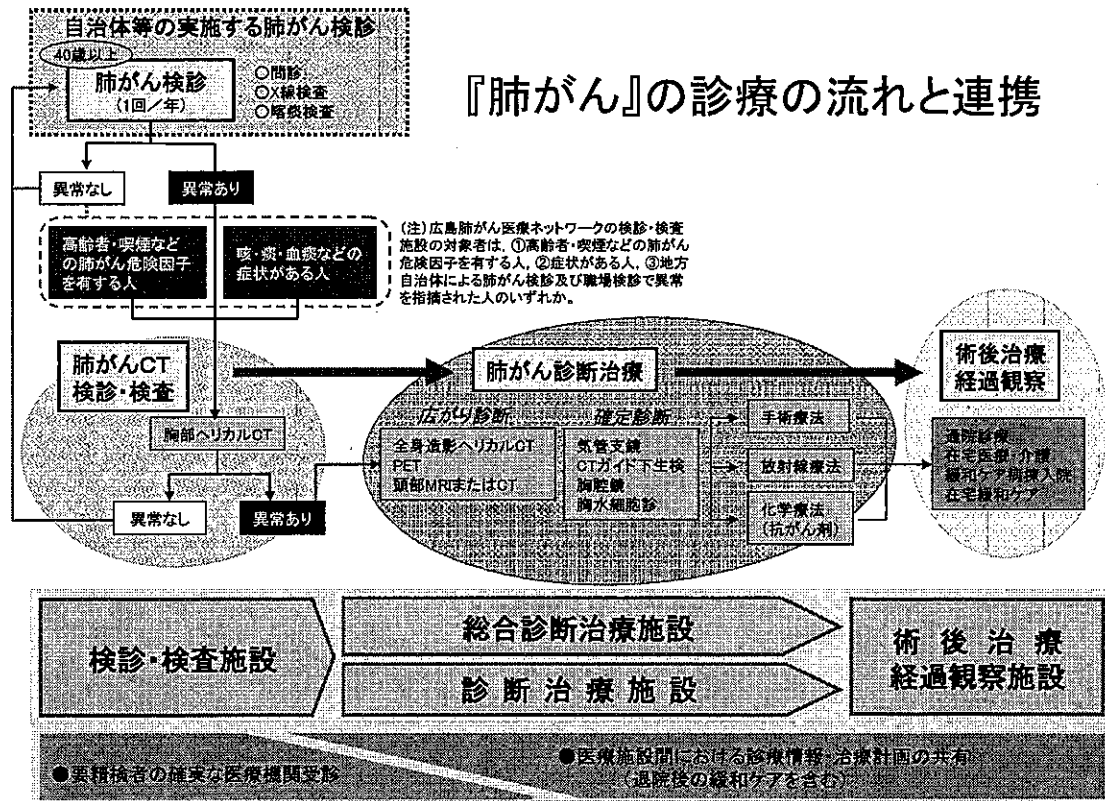 自治体等の実施する肺がん検診
40歳以上
肺がん検診
(1回/年)
○問診
○X線検査
○喀痰検査
『肺がん』の診療の流れと連携
異常なし
異常あり
高齢者・喫煙など
の肺がん危険因子
を有する人
咳・痰・血痰などの
症状がある人
(注)広島肺がん医療ネットワークの検診・検査
施設の対象者は、①高齢者・喫煙などの肺がん
危険因子を有する人、②症状がある人、③地方
自治体による肺がん検診及び職場検診で異常
を指摘された人のいずれか。
肺がんCT
検診・検査
胸部ヘリカルCT
異常なし
異常あり
肺がん診断治療
広がり診断
全身造影ヘリカルCT
PET
頭部MRIまたはCT
確定診断
気管支鏡
CTガイド下生検
胸腔鏡
胸水細胞診
手術療法
放射線療法
化学療法
(抗がん剤)
術後治療
経過観察
通院診療
在宅医療・介護
緩和ケア病棟入院
在宅緩和ケア
検診・検査施設
総合診断治療施設
診断治療施設
術後治療
経過観察施設
●要精検者の確実な医療機関受診
●医療施設間における診療情報・治療計画の共有
(退院後の緩和ケアを含む)